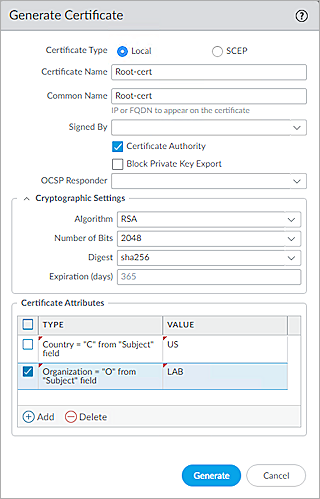 Generate Certificate
?
Certificate Type Local SCEP
Certificate Name Root-cert
Common Name Root-cert
IP or FQDN to appear on the certificate
Signed By
Certificate Authority
Block Private Key Export
OCSP Responder
Cryptographic Settings
Algorithm RSA
Number of Bits 2048
Digest sha256
Expiration (days) 365
Certificate Attributes
TYPE VALUE
Country = "C" from "Subject" US
field
Organization = "O" from LAB
"Subject" field
Add Delete
Generate Cancel